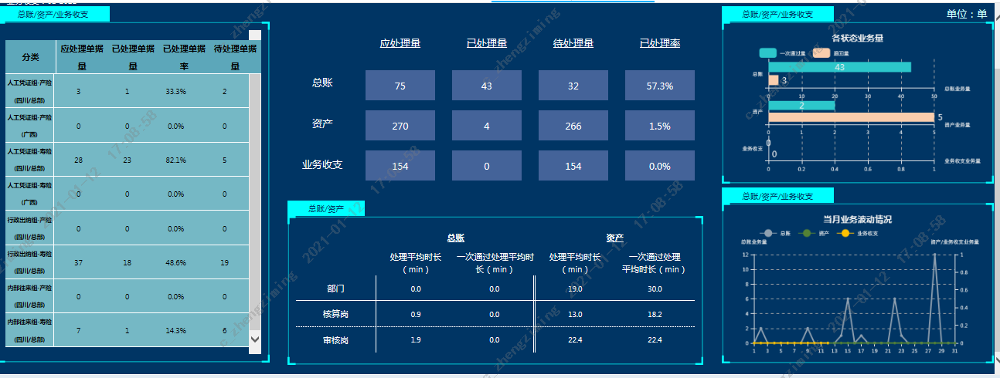 总账/资产/业务收支
分类 应处理单据量 已处理单据量 已处理单据率 待处理单据量
人工凭证组-产险(四川/总部) 3 1 33.3% 2
人工凭证组-产险(广西) 0 0 0.0% 0
人工凭证组-寿险(四川/总部) 28 23 82.1% 5
人工凭证组-寿险(广西) 0 0 0.0% 0
行政出纳组-产险(四川/总部) 0 0 0.0% 0
行政出纳组-寿险(四川/总部) 37 18 48.6% 19
内部往来组-产险(四川/总部) 0 0 0.0% 0
内部往来组-寿险(四川/总部) 7 1 14.3% 6
应处理量 已处理量 待处理量 已处理率
总账 75 43 32 57.3%
资产 270 4 266 1.5%
业务收支 154 0 154 0.0%
总账/资产
总账 资产
处理平均时长（min） 一次通过处理平均时长（min） 处理平均时长（min） 一次通过处理平均时长（min）
部门 0.0 0.0 19.0 30.0
核算岗 0.9 0.0 13.0 18.2
审核岗 1.9 0.0 22.4 22.4
总账/资产/业务收支
单位：单
各状态业务量
一次通过量 退回量
总账 43
3
总账业务量
0 10 20 30 40 50
资产 2
5
资产业务量
0 1 2 3 4 5
业务收支 0
0
业务收支业务量
0 0.2 0.4 0.6 0.8 1
总账/资产/业务收支
当月业务波动情况
总账 资产 业务收支
总账业务量 资产/业务收支业务量
12 1
10 0.8
8 0.6
6 0.4
4 0.2
2 0
0
1 3 5 7 9 11 13 15 17 19 21 23 25 27 29 31
c_zhengziming 2021-01-12 17:08:58